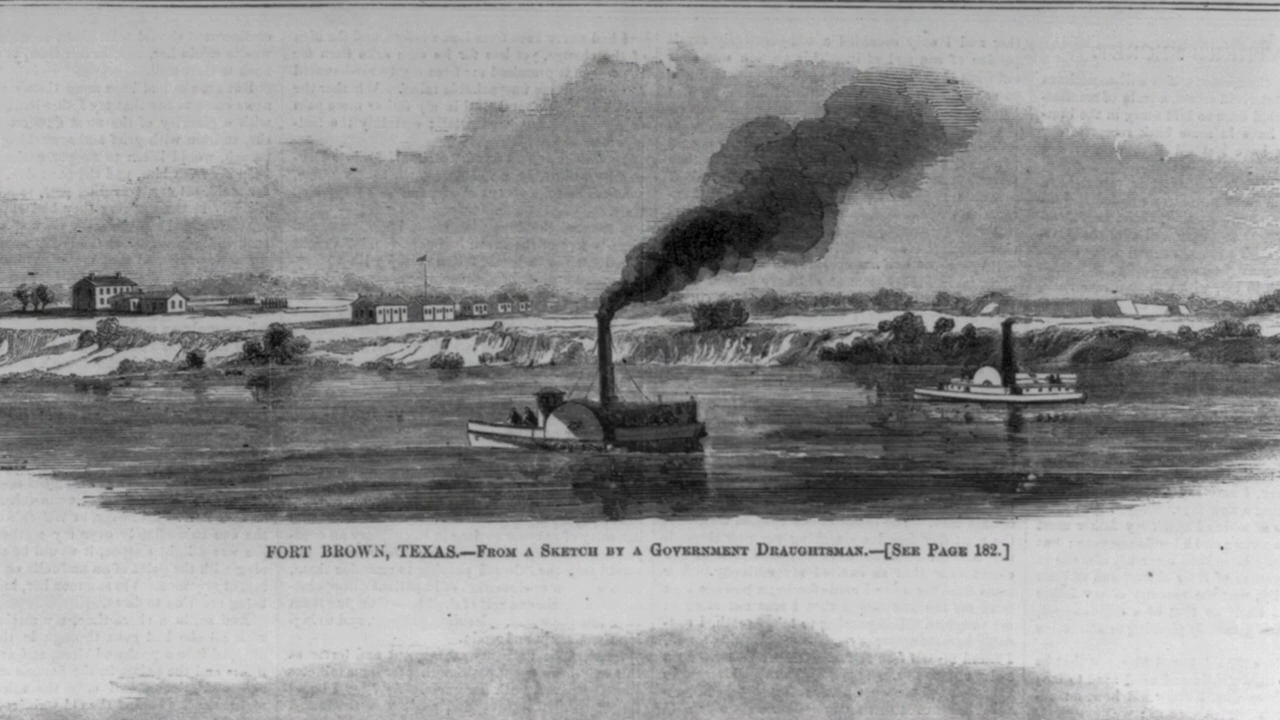 FORT BROWN, TEXAS.—From a Sketch by a Government Draughtsman.—[See Page 182.]